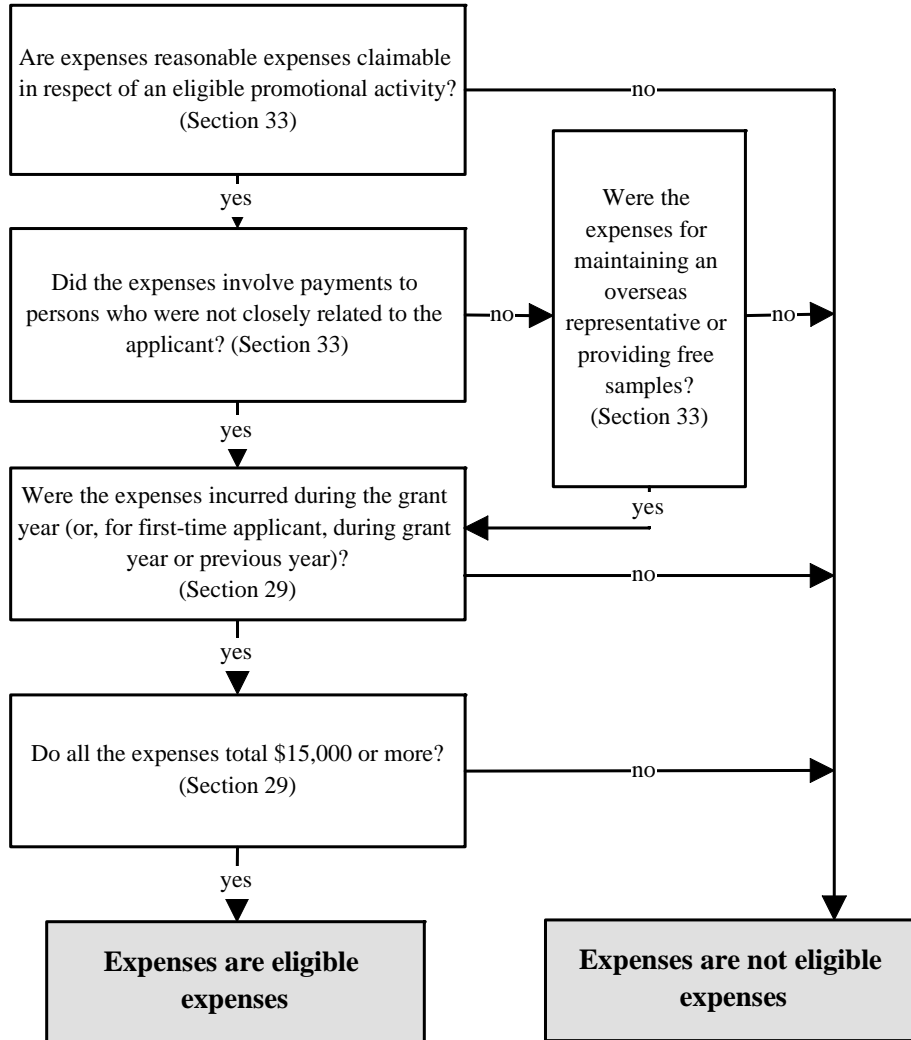 Are expenses reasonable expenses claimable
in respect of an eligible promotional activity?
(Section 33)
no
yes
Were the
expenses for
maintaining an
overseas
representative or
providing free
samples?
(Section 33)
Did the expenses involve payments to
persons who were not closely related to the
applicant? (Section 33)
no
no
yes
yes
Were the expenses incurred during the grant
year (or, for first-time applicant, during grant
year or previous year)?
(Section 29)
no
yes
Do all the expenses total $15,000 or more?
(Section 29)
no
yes
Expenses are eligible
expenses
Expenses are not eligible
expenses